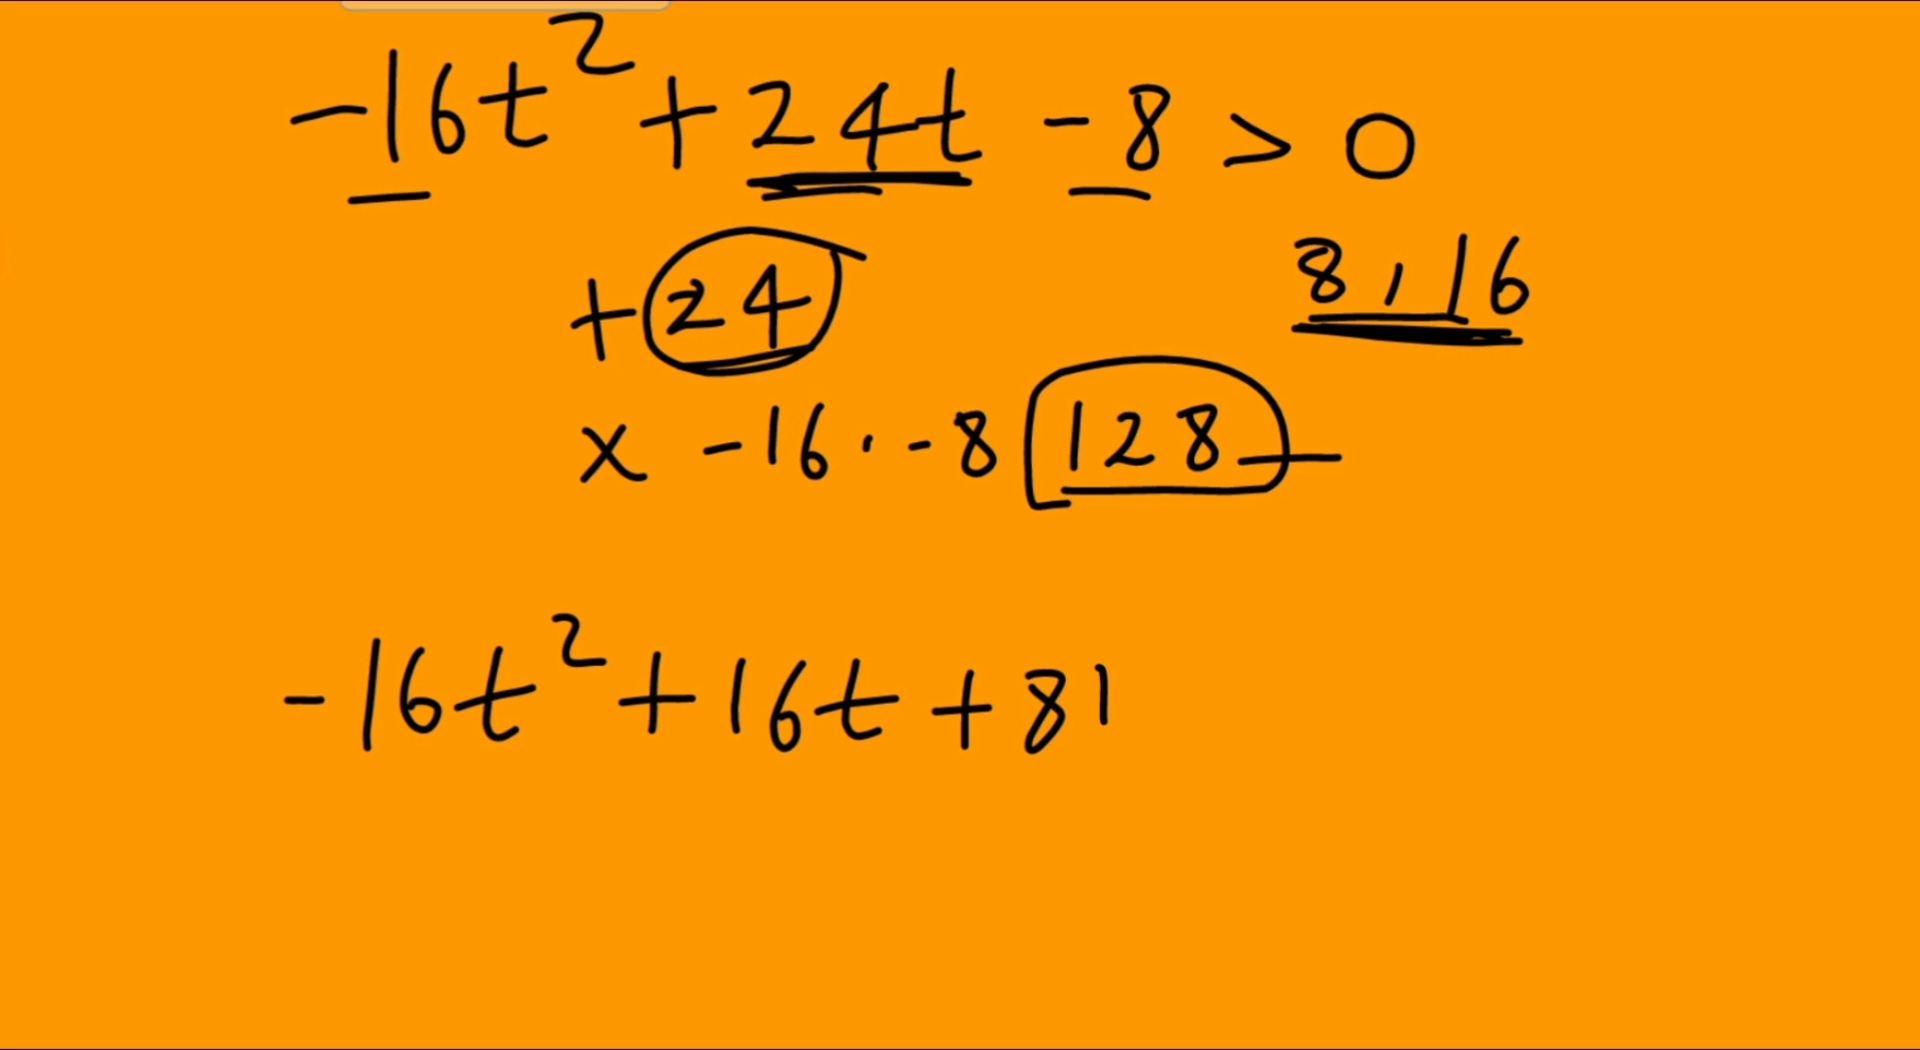 -16t² + 24t - 8 > 0
+ 24
8, 16
x -16 · -8 128
-16t² + 16t + 81